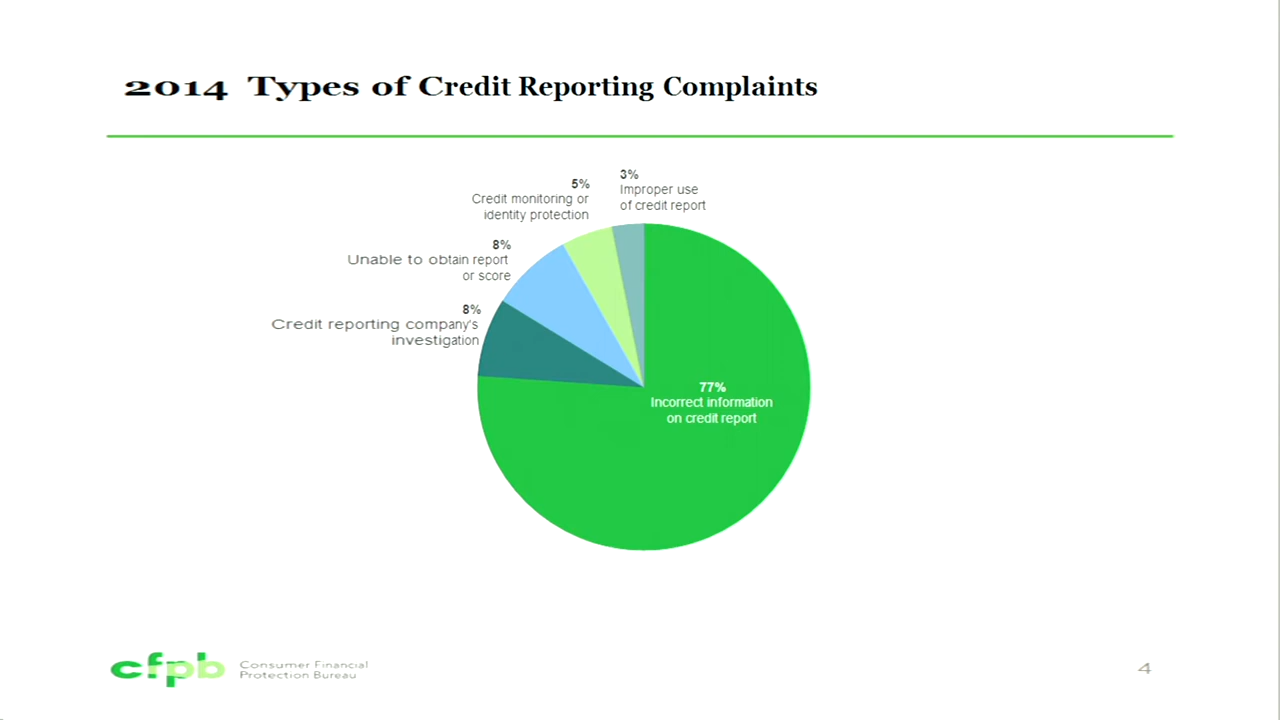 2014 Types of Credit Reporting Complaints
3%
Improper use
of credit report
5%
Credit monitoring or
identity protection
8%
Unable to obtain report
or score
8%
Credit reporting company's
investigation
77%
Incorrect information
on credit report
cfpb
Consumer Financial
Protection Bureau
4